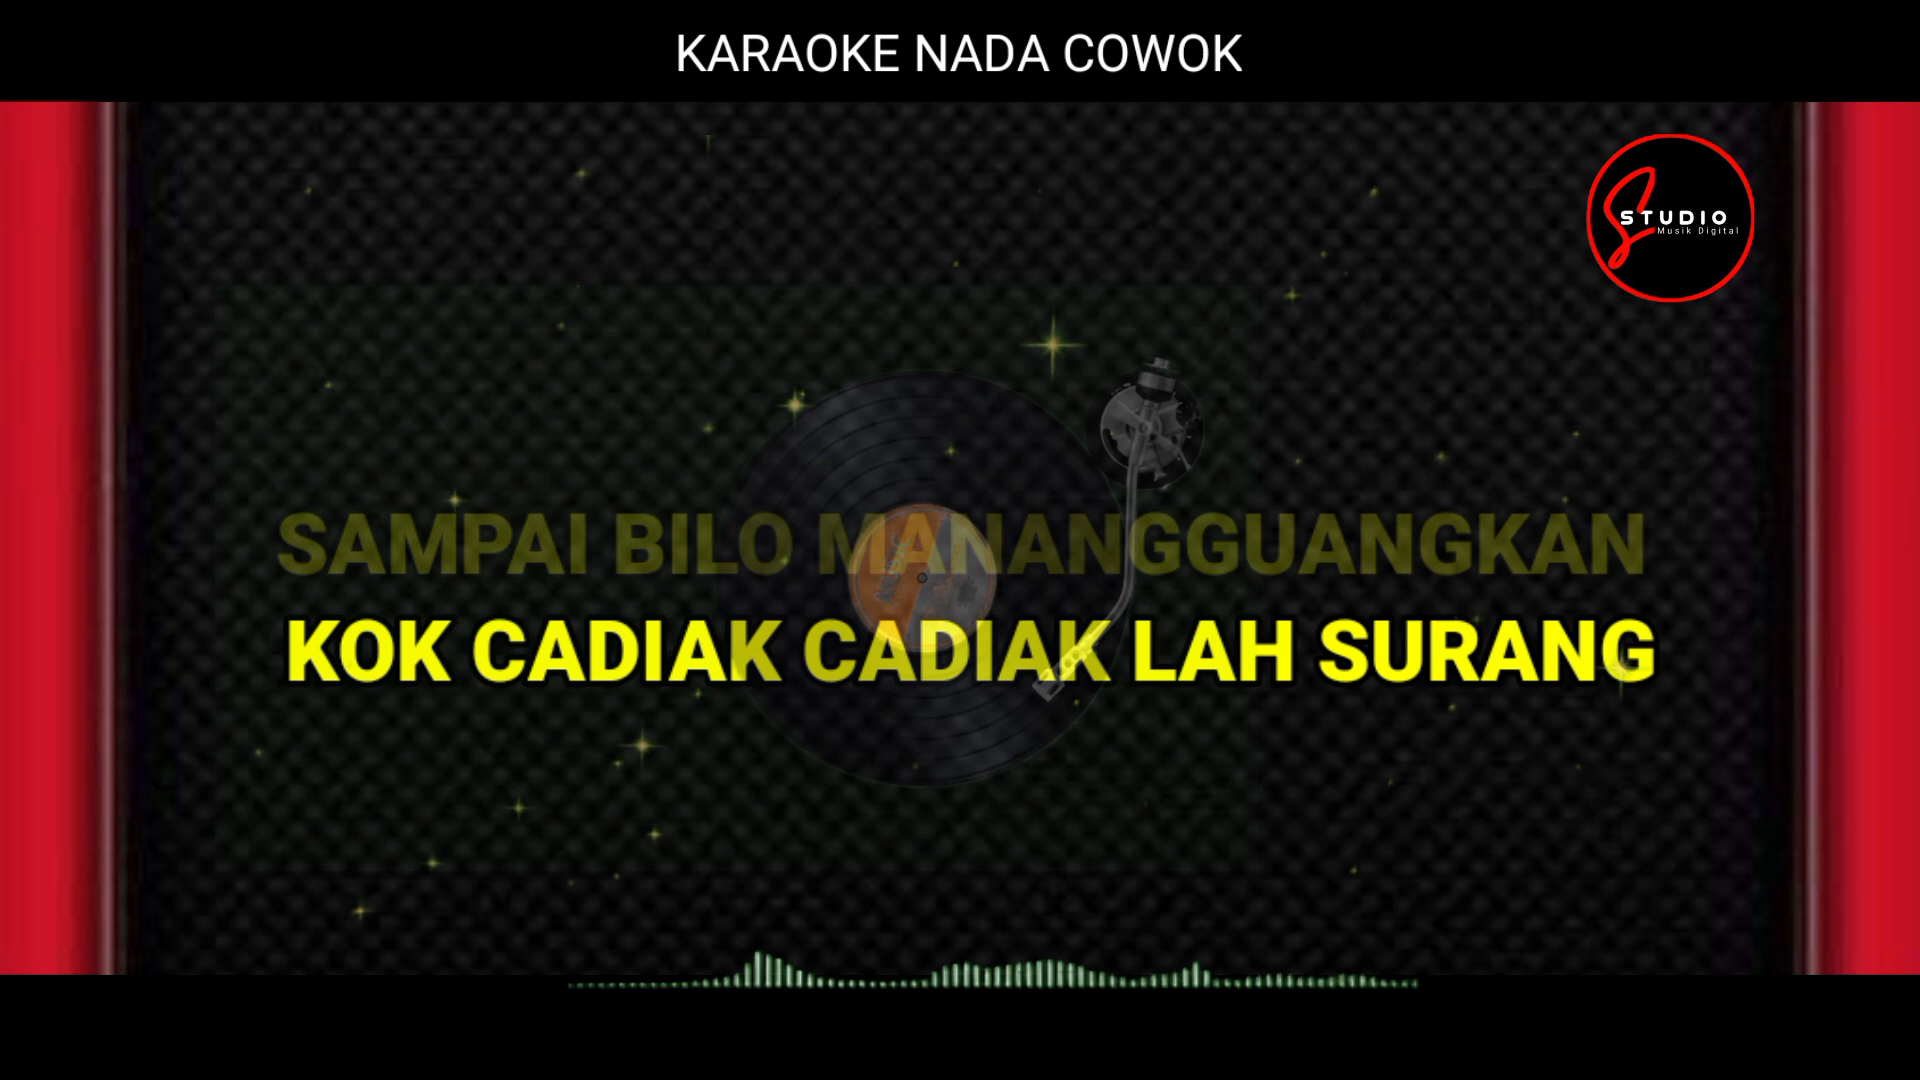 KARAOKE NADA COWOK
STUDIO
Musik Digital
SAMPAI BILO MANANGGUANGKAN
KOK CADIAK CADIAK LAH SURANG